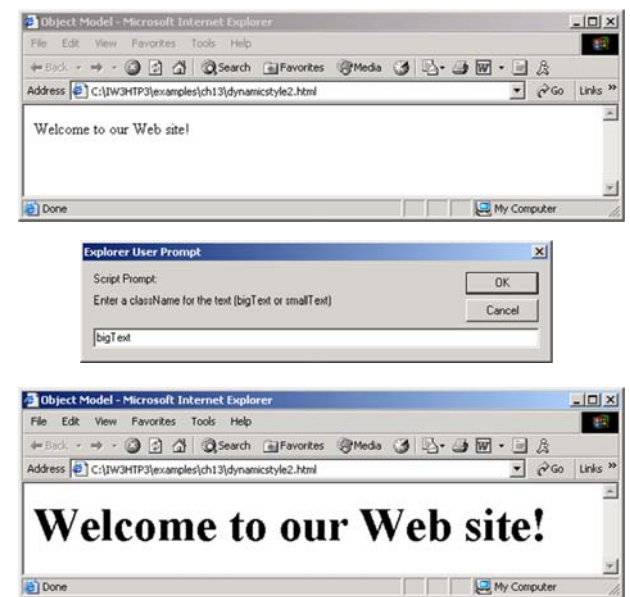 Object Model - Microsoft Internet Explorer
File Edit View Favorites Tools Help
Back Search Favorites Media
Address C:\IW3HTP3\examples\ch13\dynamicstyle2.html Go Links »
Welcome to our Web site!
Done My Computer
Explorer User Prompt
Script Prompt: OK
Enter a className for the text (bigText or smallText) Cancel
bigText
Object Model - Microsoft Internet Explorer
File Edit View Favorites Tools Help
Back Search Favorites Media
Address C:\IW3HTP3\examples\ch13\dynamicstyle2.html Go Links »
Welcome to our Web site!
Done My Computer